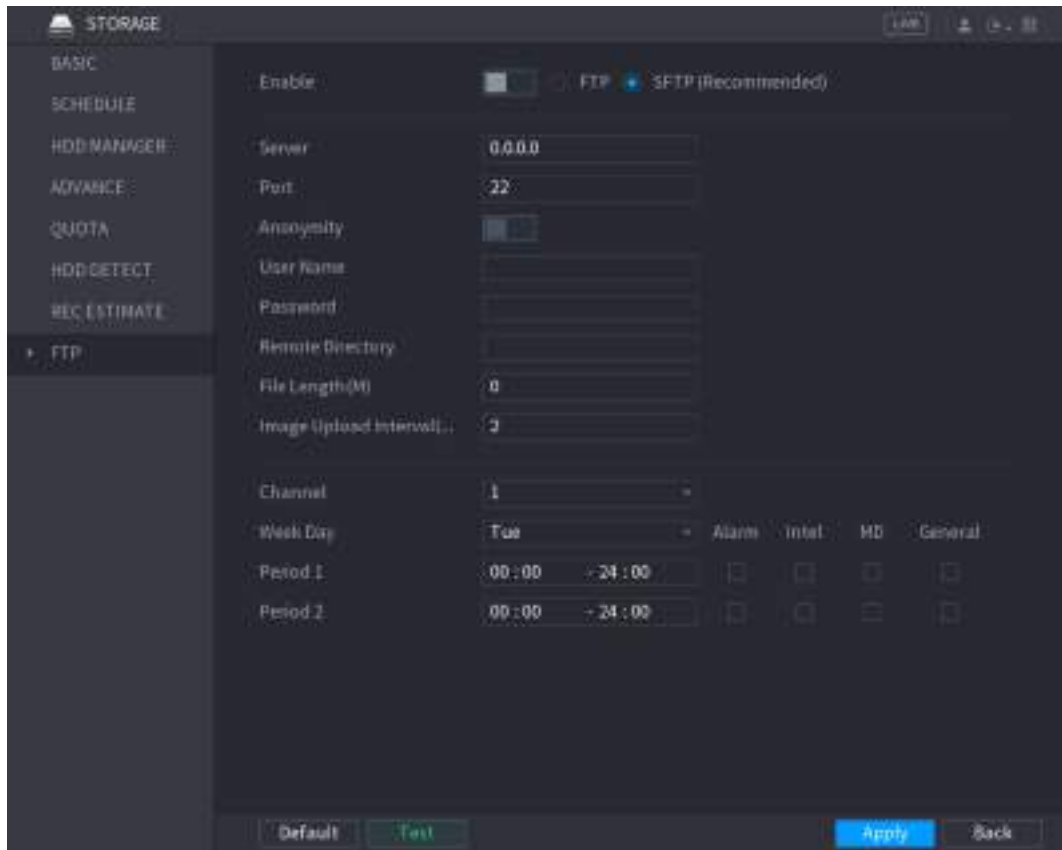 STORAGE
LIVE
BASIC
SCHEDULE
HDD MANAGER
ADVANCE
QUOTA
HDD DETECT
REC ESTIMATE
FTP
Enable FTP SFTP (Recommended)
Server 0.0.0.0
Port 22
Anonymity
User Name
Password
Remote Directory
File Length(M) 0
Image Upload Interval(... 2
Channel 1
Week Day Tue Alarm Intel MD General
Period 1 00 : 00 - 24 : 00
Period 2 00 : 00 - 24 : 00
Default Test Apply Back